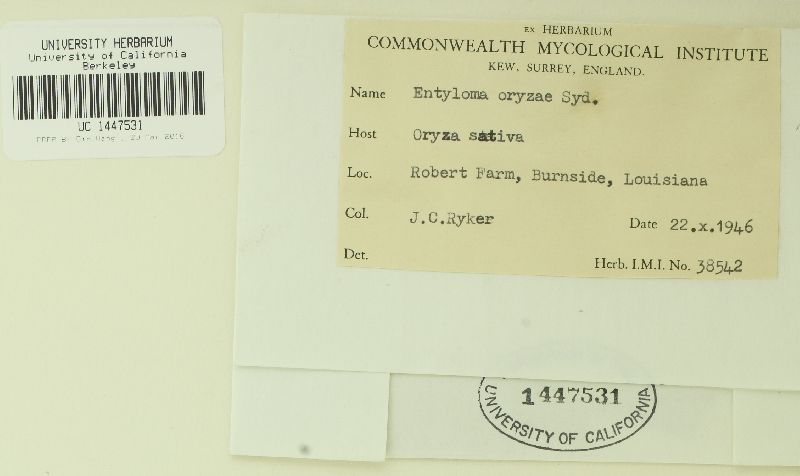 UNIVERSITY HERBARIUM
University of California
Berkeley
UC 1447531
EX HERBARIUM
COMMONWEALTH MYCOLOGICAL INSTITUTE
KEW, SURREY, ENGLAND.
Name Entyloma oryzae Syd.
Host Oryza sativa
Loc. Robert Farm, Burnside, Louisiana
Col. J.C.Ryker Date 22.x.1946
Det. Herb. I.M.I. No. 38542
1447531
UNIVERSITY OF CALIFORNIA